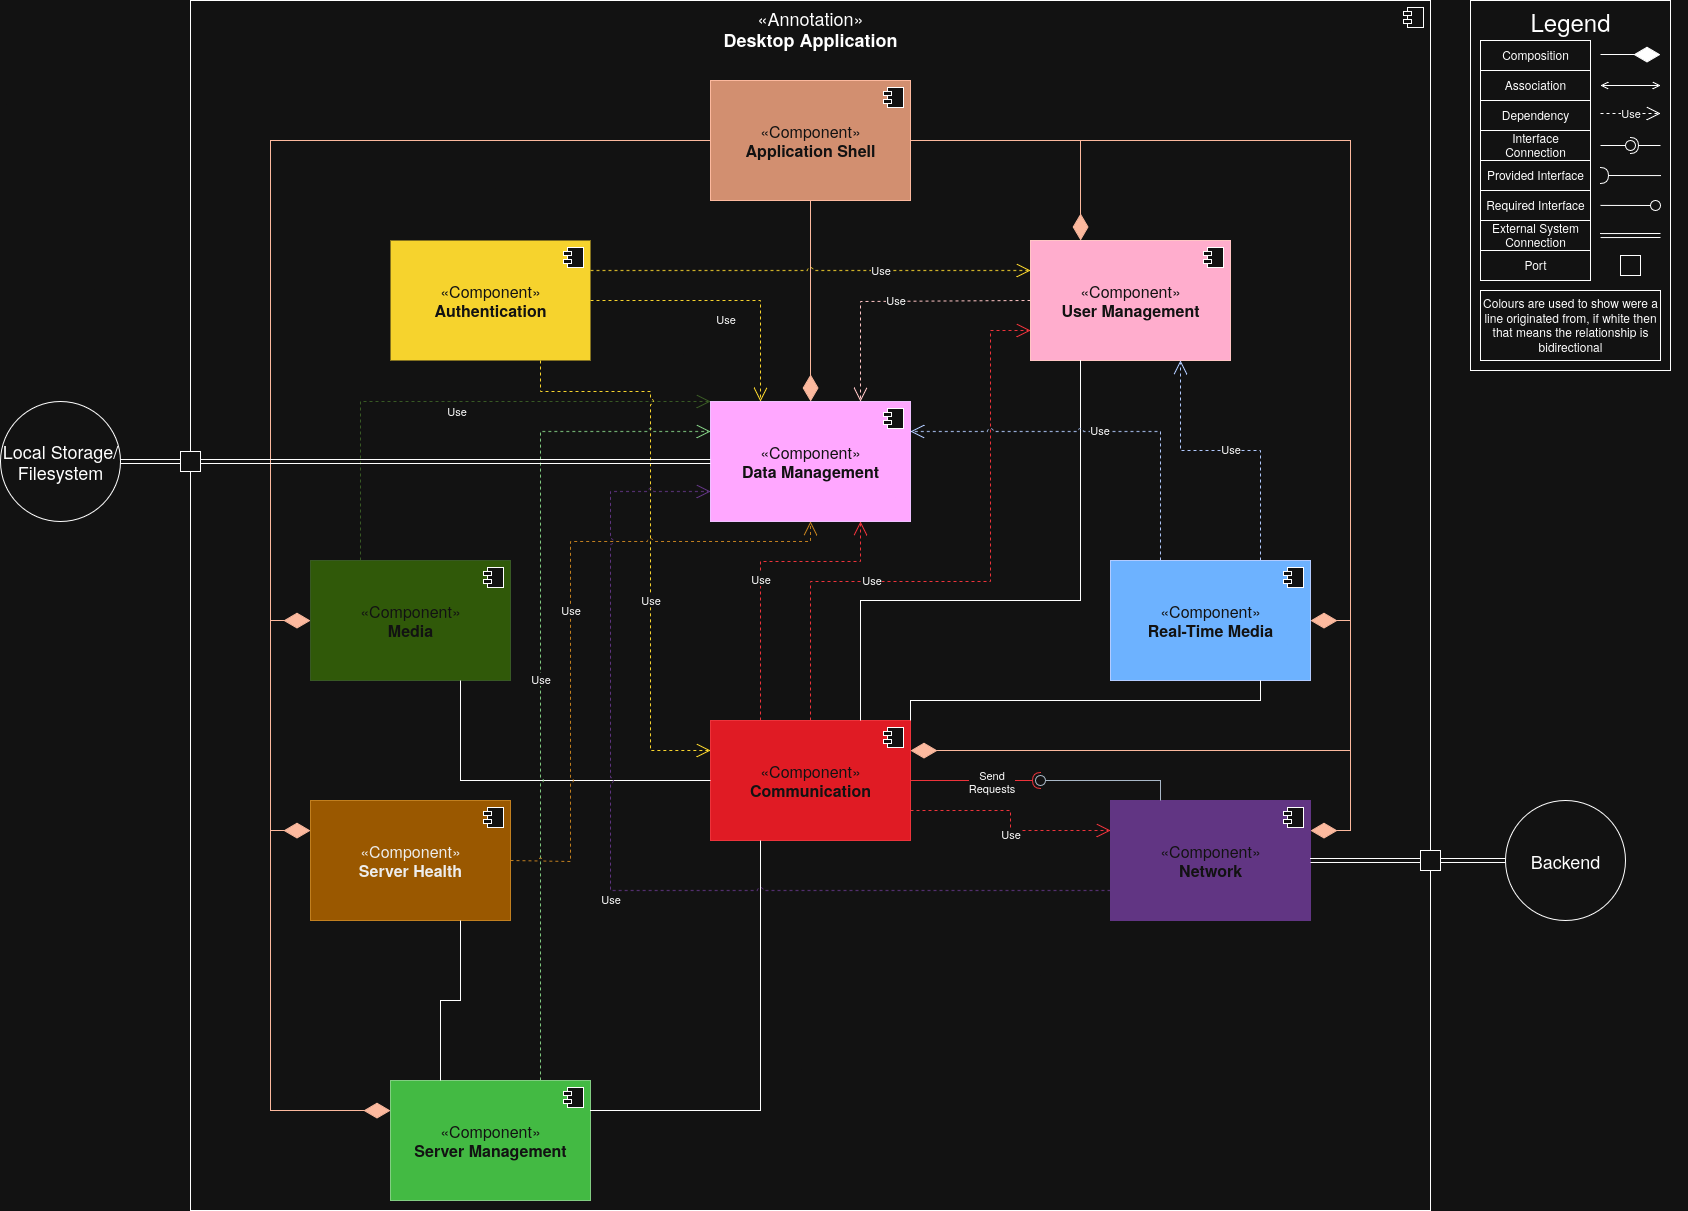 «Annotation»
Desktop Application
Legend
Composition
Association
Dependency
Use
Interface
Connection
Provided Interface
Required Interface
External System
Connection
Port
Colours are used to show were a
line originated from, if white then
that means the relationship is
bidirectional
«Component»
Application Shell
«Component»
Authentication
Use
Use
Use
«Component»
User Management
Use
Local Storage/
Filesystem
«Component»
Data Management
Use
Use
«Component»
Media
Use
Use
Use
Use
«Component»
Real-Time Media
Use
«Component»
Communication
Send
Requests
Use
«Component»
Server Health
Use
«Component»
Network
Backend
«Component»
Server Management